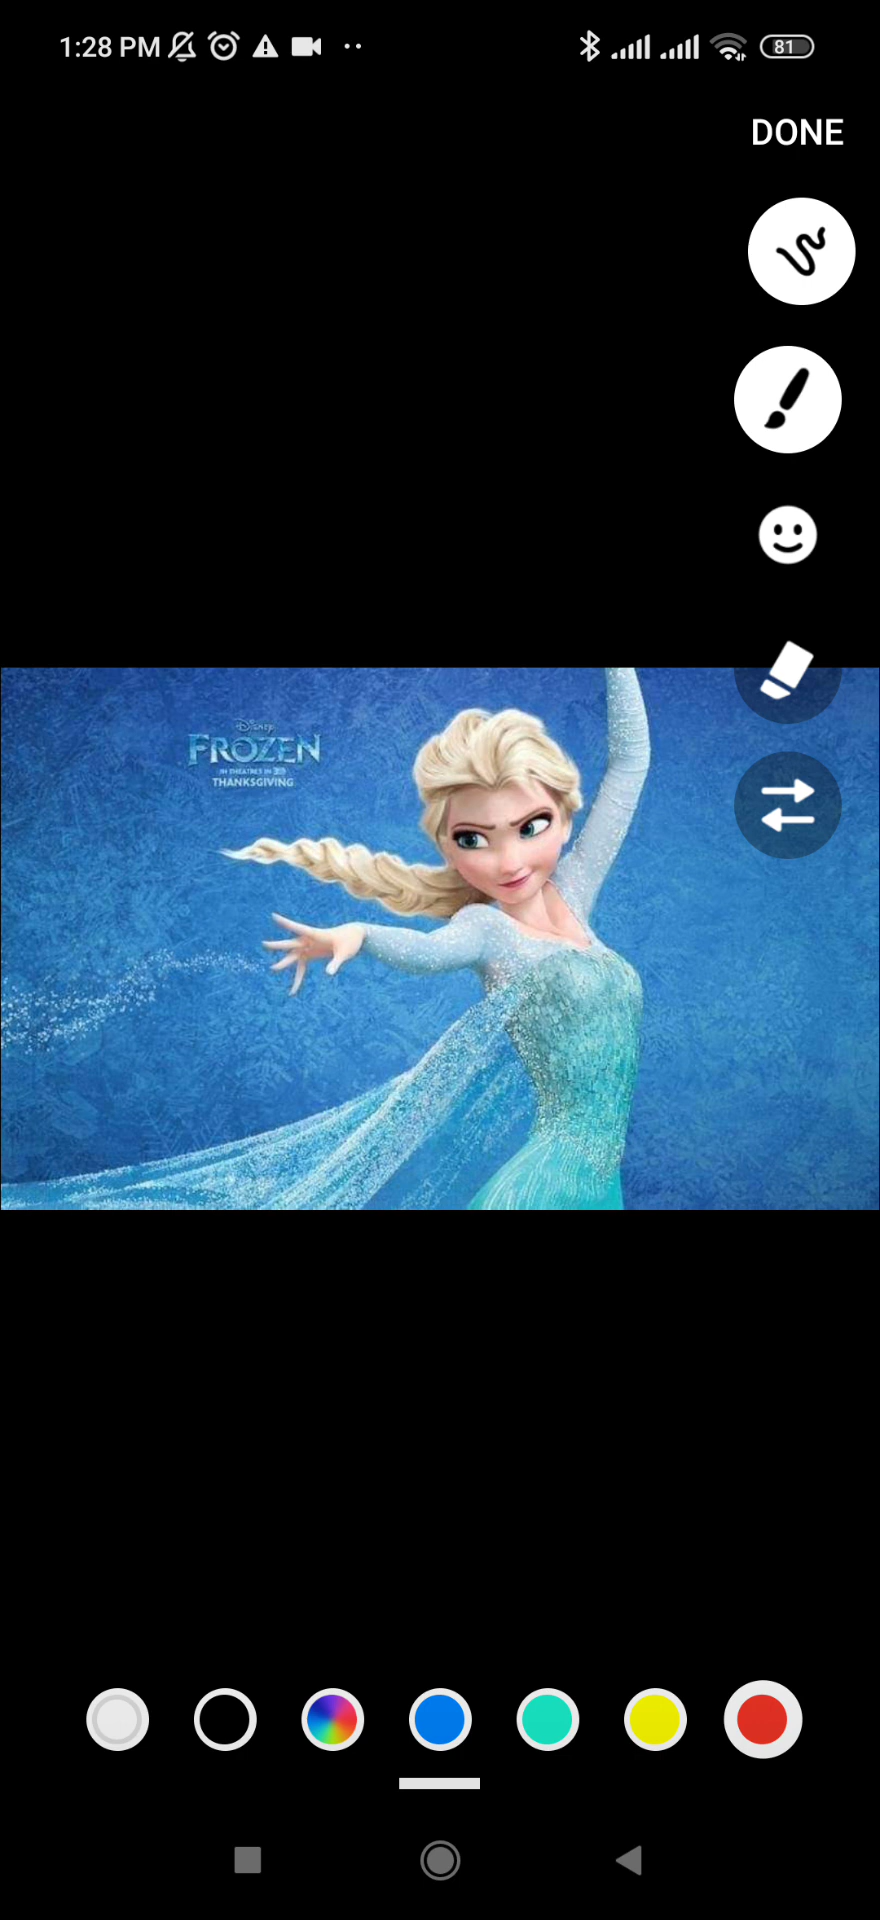 1:28 PM
81
DONE
Disney
FROZEN
IN THEATRES IN 3D
THANKSGIVING